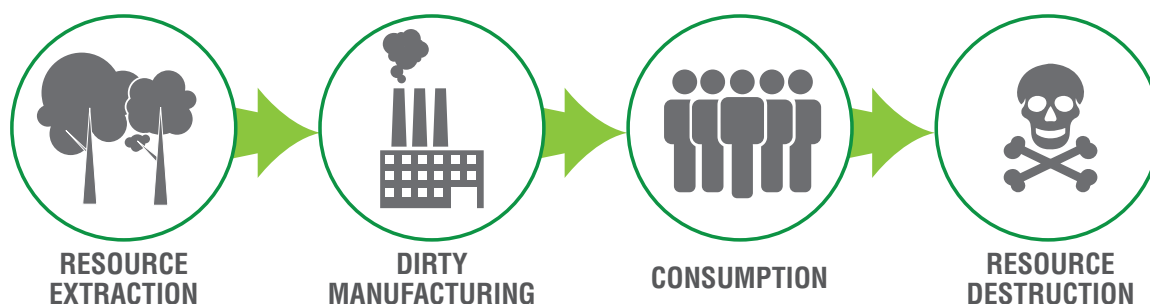 RESOURCE
EXTRACTION
DIRTY
MANUFACTURING
CONSUMPTION
RESOURCE
DESTRUCTION